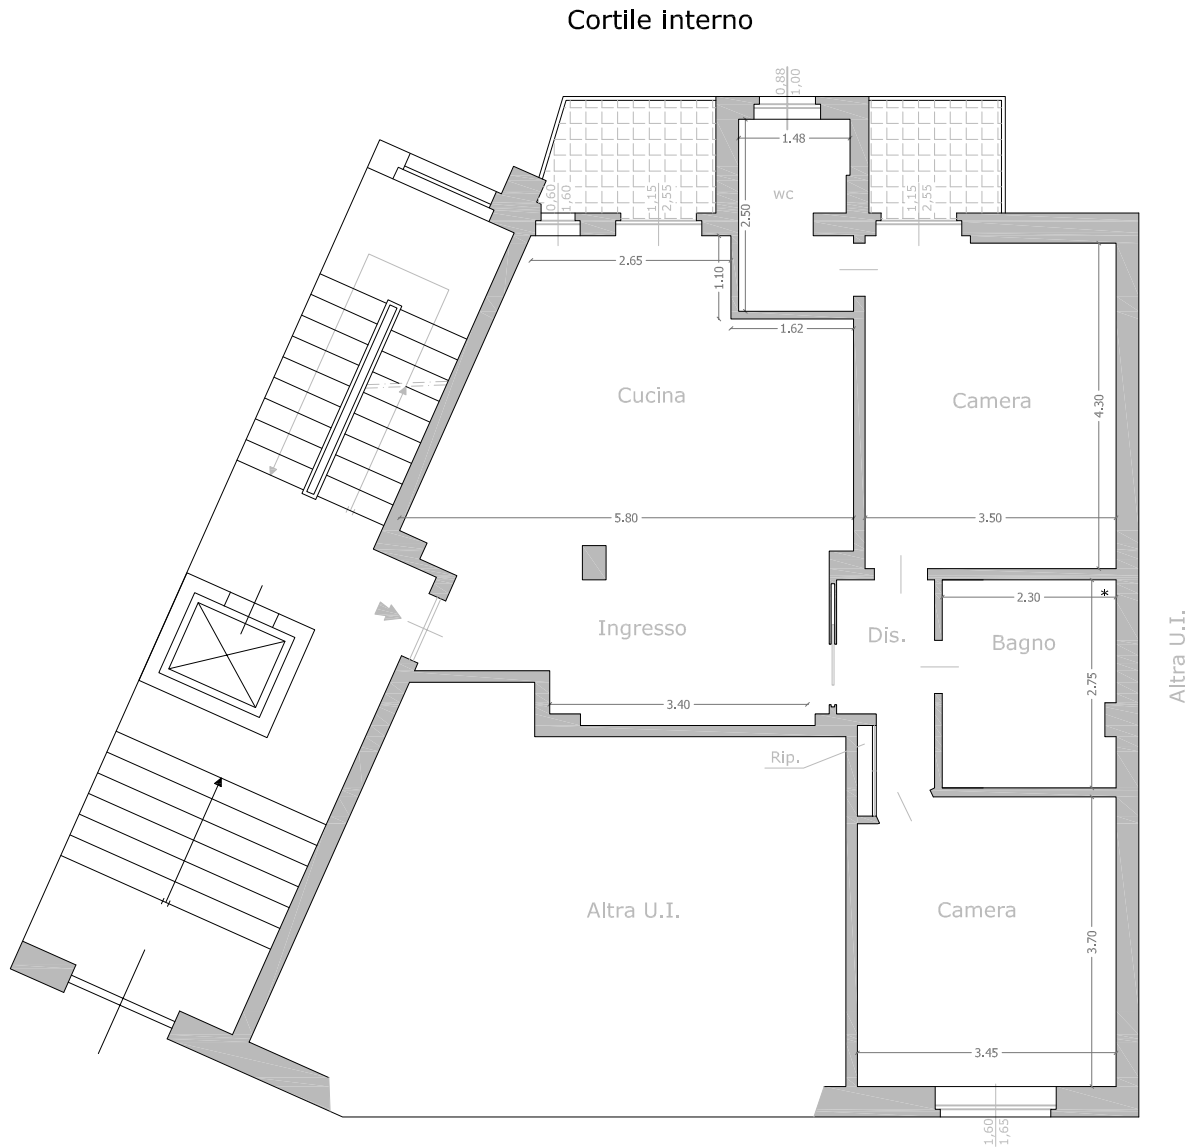 Cortile interno
0,88
1,00
1.48
0,60
1,60
1,15
2,55
wc
1,15
2,55
2.50
2.65
1.10
1.62
Cucina
Camera
4.30
5.80
3.50
2.30
*
Ingresso
Dis.
Bagno
Altra U.I.
2.75
3.40
Rip.
Altra U.I.
Camera
3.70
3.45
1,60
1,65